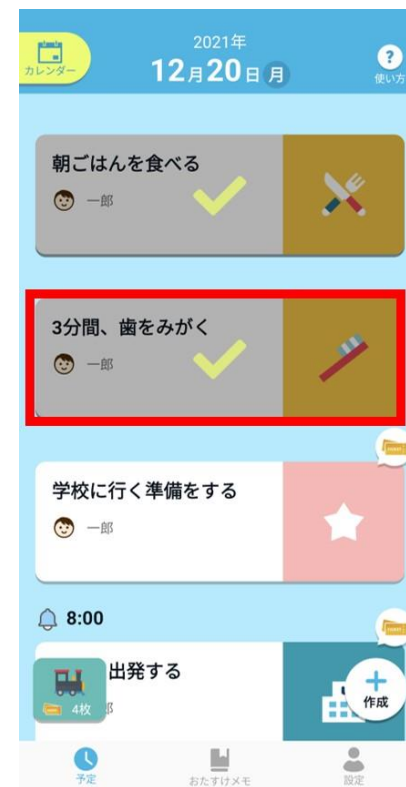 カレンダー
2021年
12月20日 月
?
使い方
朝ごはんを食べる
一郎
3分間、歯をみがく
一郎
学校に行く準備をする
一郎
8:00
出発する
4枚
郎
作成
予定
おたすけメモ
設定